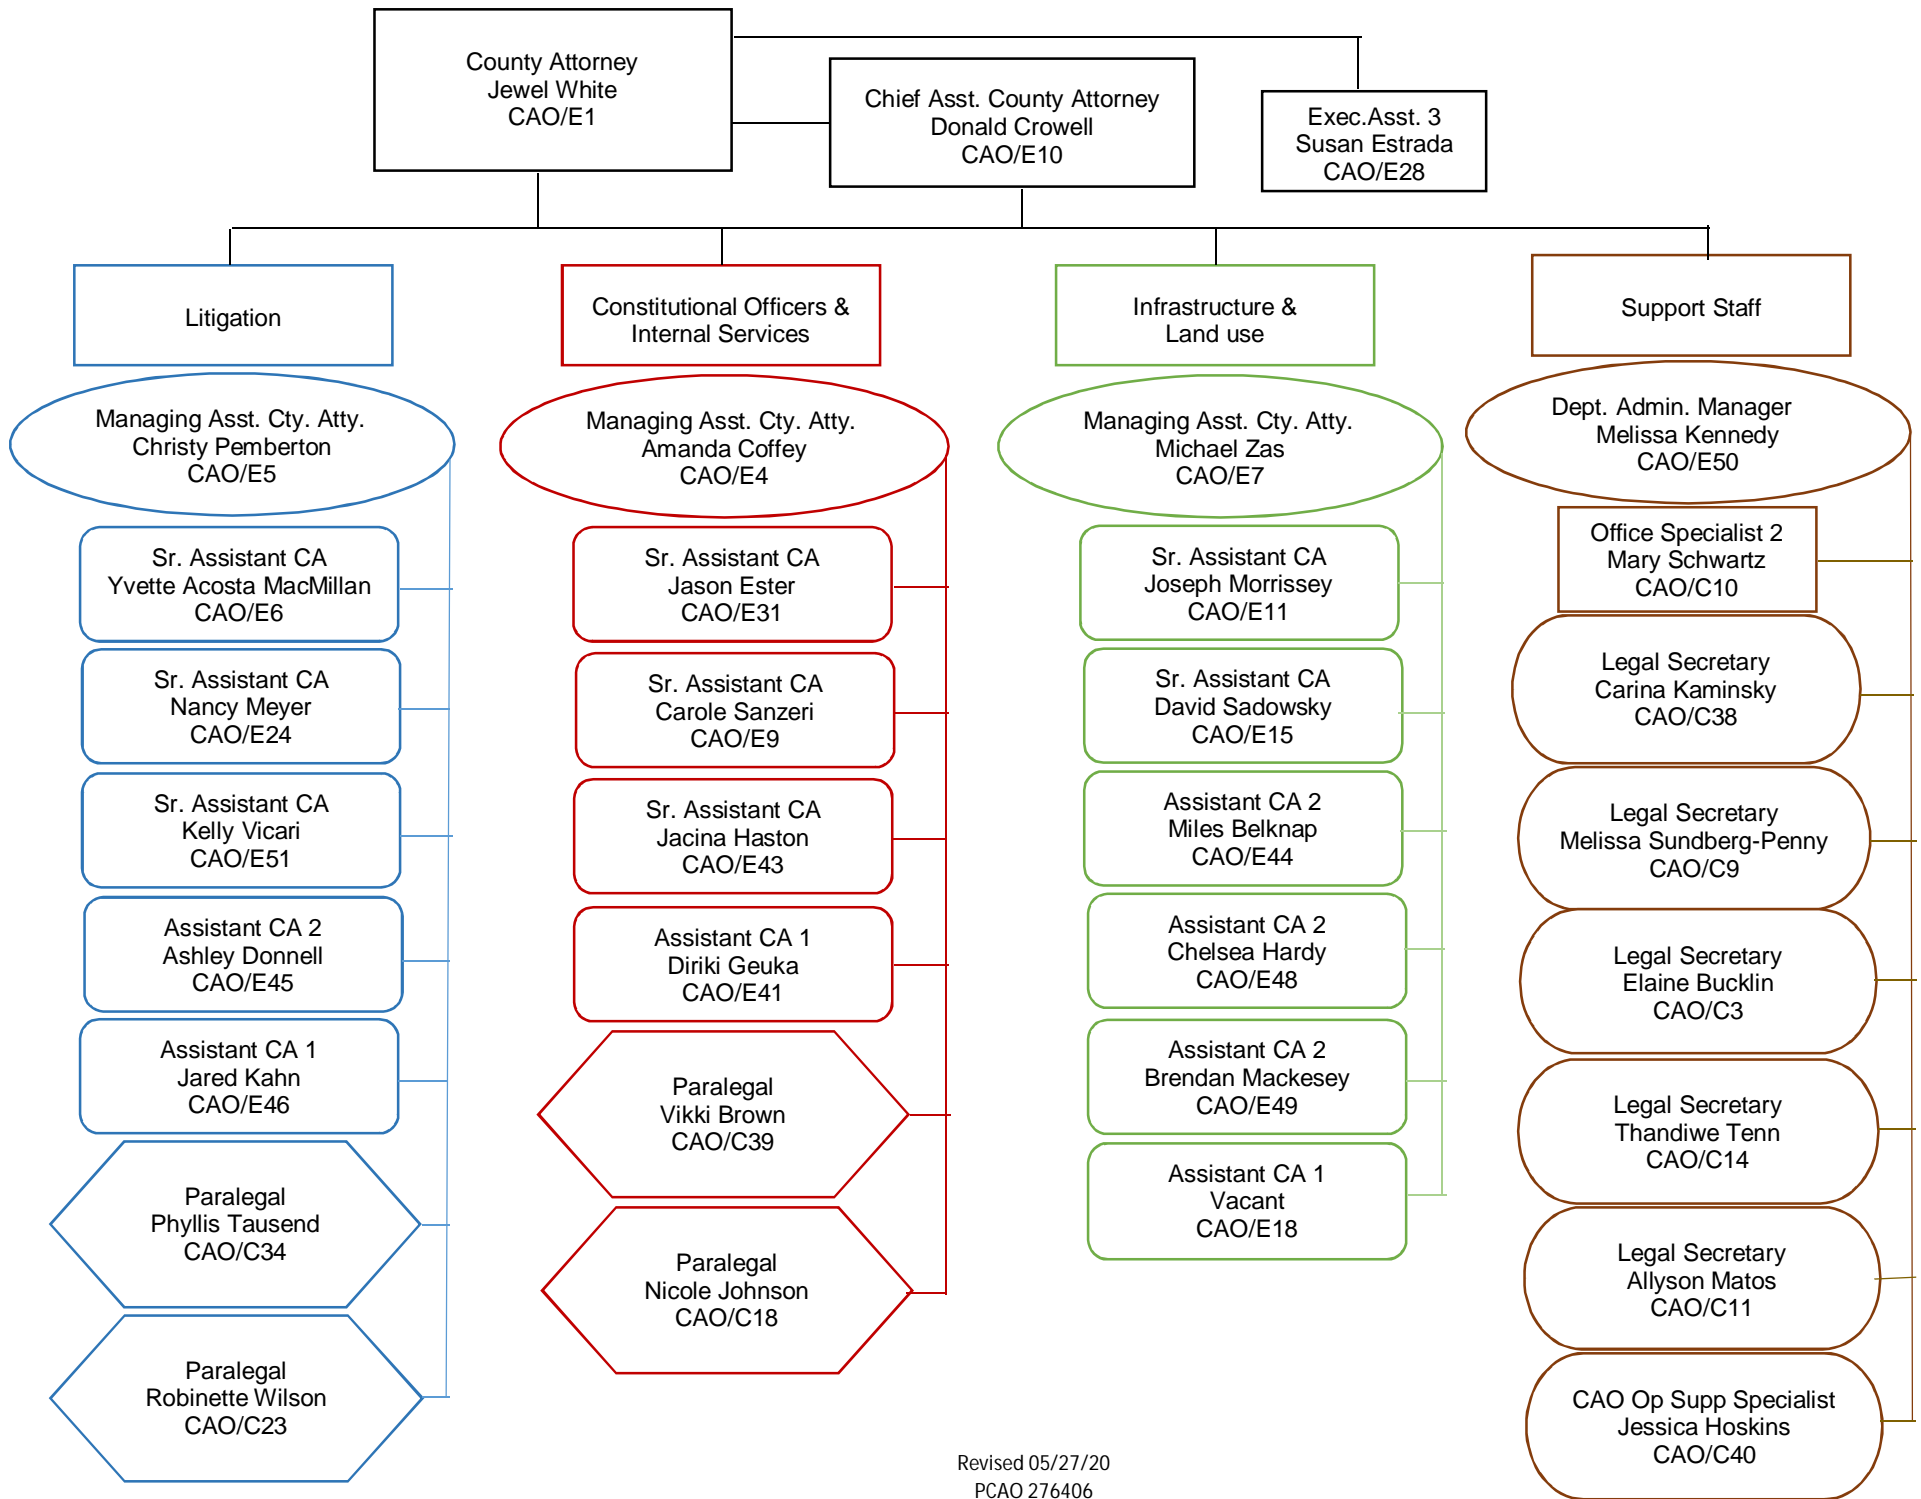 County Attorney
Jewel White
CAO/E1
Chief Asst. County Attorney
Donald Crowell
CAO/E10
Exec.Asst. 3
Susan Estrada
CAO/E28
Litigation
Managing Asst. Cty. Atty.
Christy Pemberton
CAO/E5
Sr. Assistant CA
Yvette Acosta MacMillan
CAO/E6
Sr. Assistant CA
Nancy Meyer
CAO/E24
Sr. Assistant CA
Kelly Vicari
CAO/E51
Assistant CA 2
Ashley Donnell
CAO/E45
Assistant CA 1
Jared Kahn
CAO/E46
Paralegal
Phyllis Tausend
CAO/C34
Paralegal
Robinette Wilson
CAO/C23
Constitutional Officers &
Internal Services
Managing Asst. Cty. Atty.
Amanda Coffey
CAO/E4
Sr. Assistant CA
Jason Ester
CAO/E31
Sr. Assistant CA
Carole Sanzeri
CAO/E9
Sr. Assistant CA
Jacina Haston
CAO/E43
Assistant CA 1
Diriki Geuka
CAO/E41
Paralegal
Vikki Brown
CAO/C39
Paralegal
Nicole Johnson
CAO/C18
Infrastructure &
Land use
Managing Asst. Cty. Atty.
Michael Zas
CAO/E7
Sr. Assistant CA
Joseph Morrissey
CAO/E11
Sr. Assistant CA
David Sadowsky
CAO/E15
Assistant CA 2
Miles Belknap
CAO/E44
Assistant CA 2
Chelsea Hardy
CAO/E48
Assistant CA 2
Brendan Mackesey
CAO/E49
Assistant CA 1
Vacant
CAO/E18
Support Staff
Dept. Admin. Manager
Melissa Kennedy
CAO/E50
Office Specialist 2
Mary Schwartz
CAO/C10
Legal Secretary
Carina Kaminsky
CAO/C38
Legal Secretary
Melissa Sundberg-Penny
CAO/C9
Legal Secretary
Elaine Bucklin
CAO/C3
Legal Secretary
Thandiwe Tenn
CAO/C14
Legal Secretary
Allyson Matos
CAO/C11
CAO Op Supp Specialist
Jessica Hoskins
CAO/C40
Revised 05/27/20
PCAO 276406